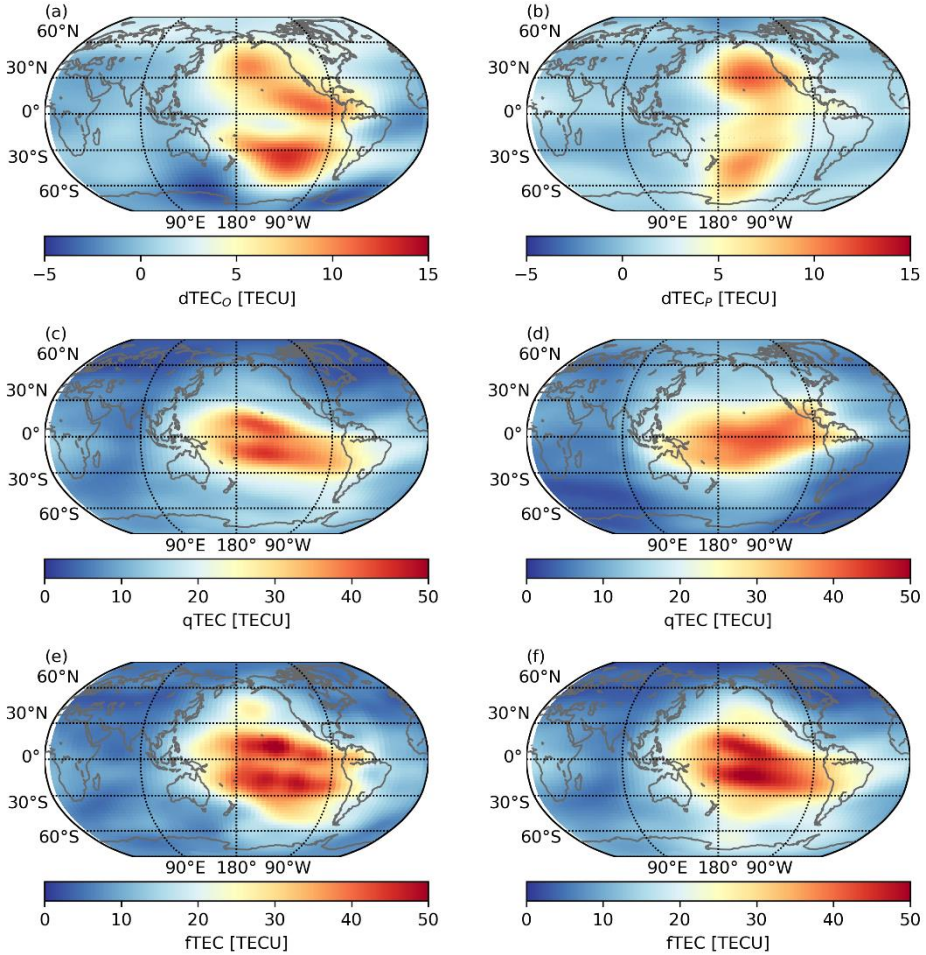 (a)
60°N
30°N
0°
30°S
60°S
90°E 180° 90°W
−5 0 5 10 15
dTEC_O [TECU]
(b)
60°N
30°N
0°
30°S
60°S
90°E 180° 90°W
−5 0 5 10 15
dTEC_P [TECU]
(c)
60°N
30°N
0°
30°S
60°S
90°E 180° 90°W
0 10 20 30 40 50
qTEC [TECU]
(d)
60°N
30°N
0°
30°S
60°S
90°E 180° 90°W
0 10 20 30 40 50
qTEC [TECU]
(e)
60°N
30°N
0°
30°S
60°S
90°E 180° 90°W
0 10 20 30 40 50
fTEC [TECU]
(f)
60°N
30°N
0°
30°S
60°S
90°E 180° 90°W
0 10 20 30 40 50
fTEC [TECU]